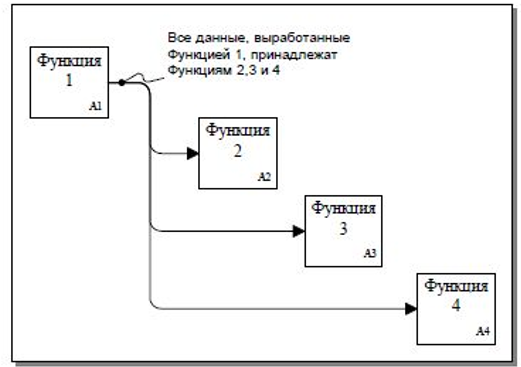 Все данные, выработанные
Функцией 1, принадлежат
Функциям 2,3 и 4
Функция
1
A1
Функция
2
A2
Функция
3
A3
Функция
4
A4